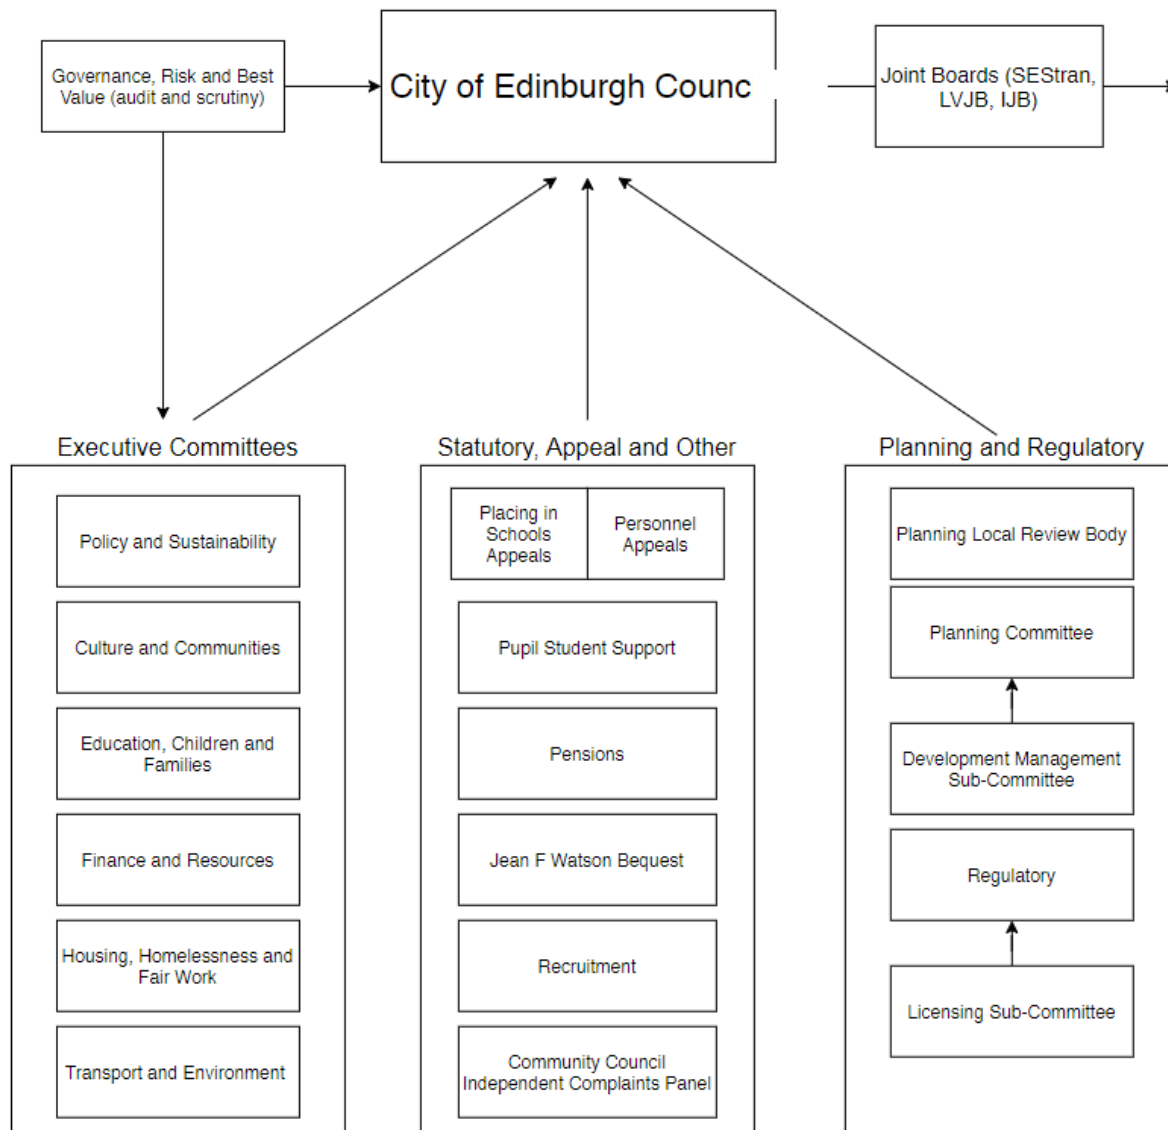 Governance, Risk and Best
Value (audit and scrutiny)
City of Edinburgh Counc
Joint Boards (SEStran,
LVJB, IJB)
Executive Committees
Policy and Sustainability
Culture and Communities
Education, Children and
Families
Finance and Resources
Housing, Homelessness and
Fair Work
Transport and Environment
Statutory, Appeal and Other
Placing in
Schools
Appeals
Personnel
Appeals
Pupil Student Support
Pensions
Jean F Watson Bequest
Recruitment
Community Council
Independent Complaints Panel
Planning and Regulatory
Planning Local Review Body
Planning Committee
Development Management
Sub-Committee
Regulatory
Licensing Sub-Committee